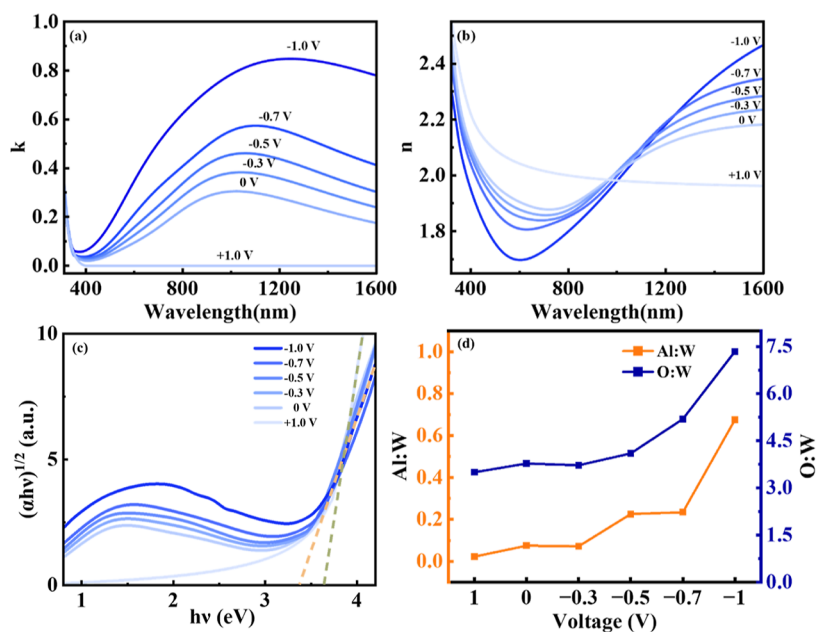 (a)
k
0.8
0.6
0.4
0.2
0.0
-1.0 V
-0.7 V
-0.5 V
-0.3 V
0 V
+1.0 V
400 800 1200 1600
Wavelength(nm)
(b)
n
2.4
2.2
2.0
1.8
-1.0 V
-0.7 V
-0.5 V
-0.3 V
0 V
+1.0 V
400 800 1200 1600
Wavelength(nm)
(c)
(αhν)1/2 (a.u.)
10
5
0
-1.0 V
-0.7 V
-0.5 V
-0.3 V
0 V
+1.0 V
1 2 3 4
hν (eV)
(d)
Al:W
1.0
0.8
0.6
0.4
0.2
0.0
Al:W
O:W
7.5
6.0
4.5
3.0
1.5
0.0
O:W
1 0 −0.3 −0.5 −0.7 −1
Voltage (V)